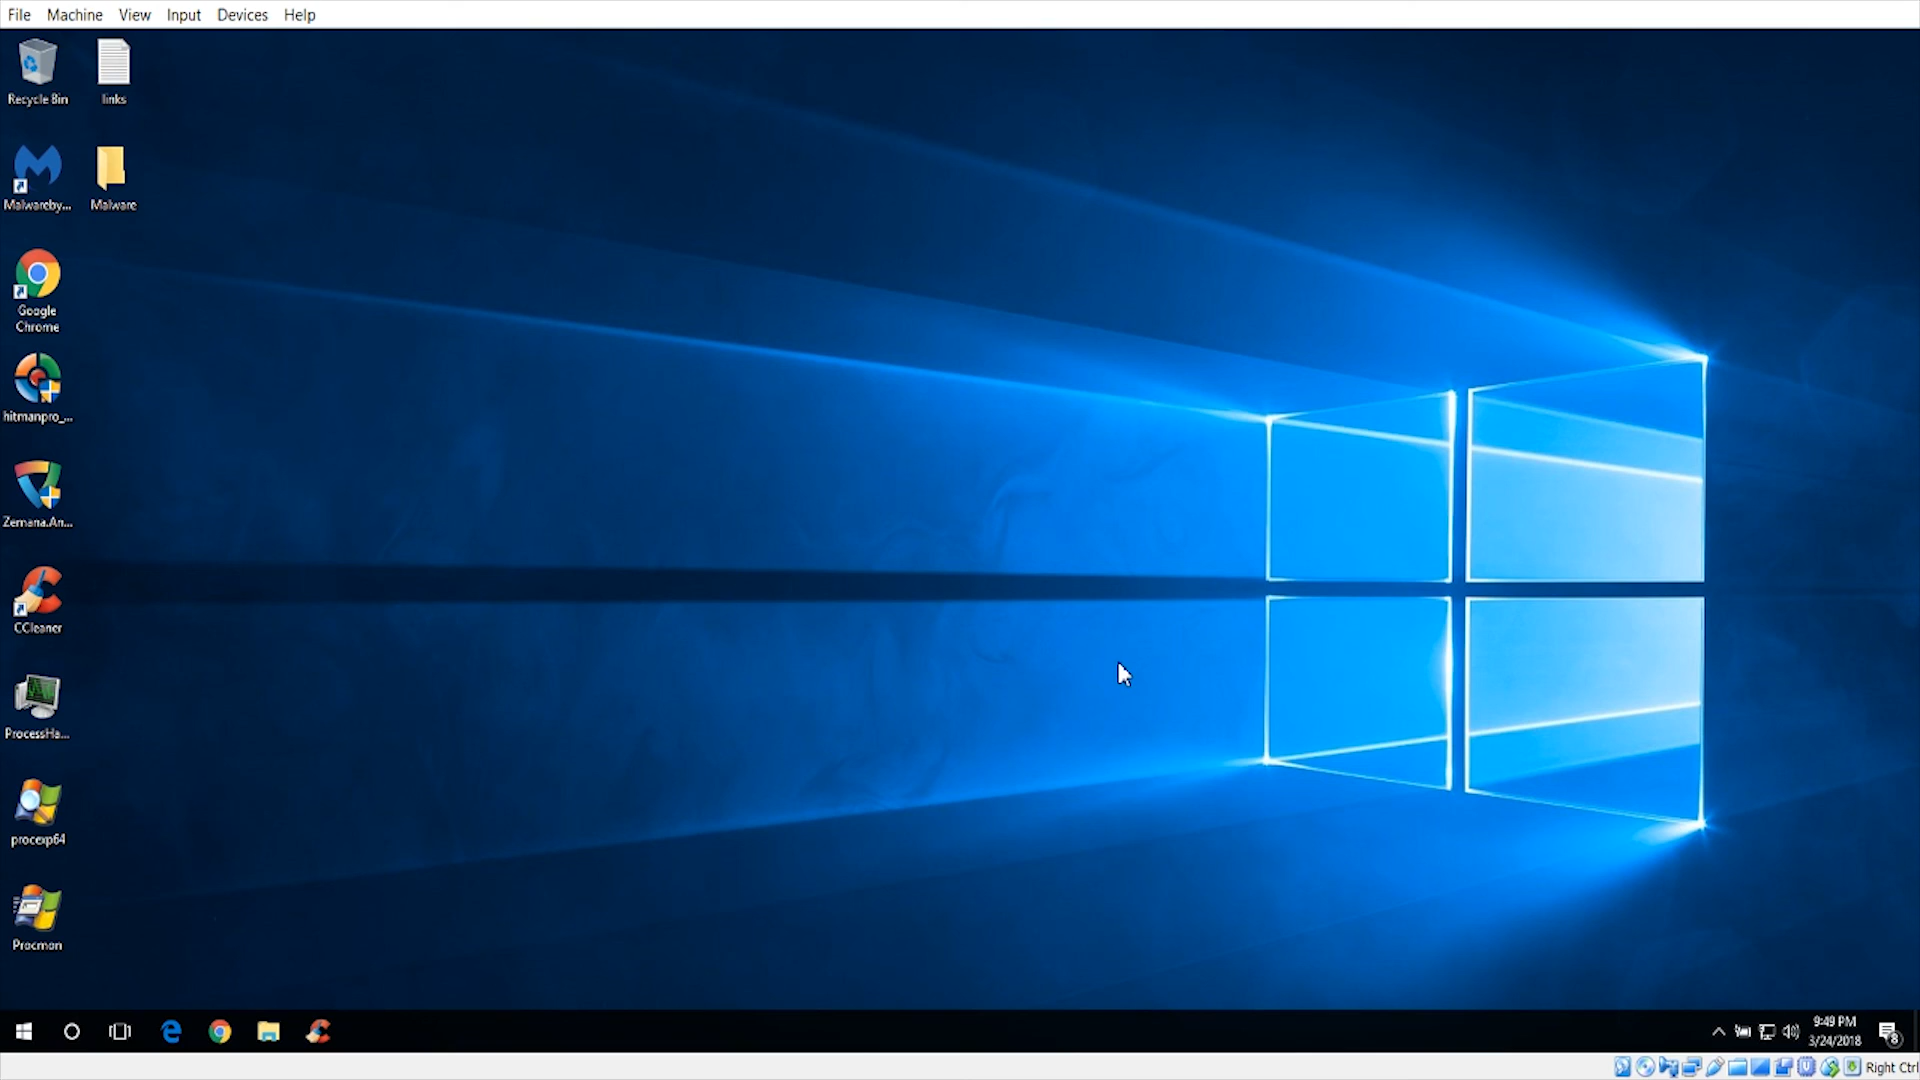 File Machine View Input Devices Help
Recycle Bin
links
Malwareby...
Malware
Google
Chrome
hitmanpro_...
Zemana.An...
CCleaner
ProcessHa...
procexp64
Procmon
9:49 PM
3/24/2018
8
Right Ctrl